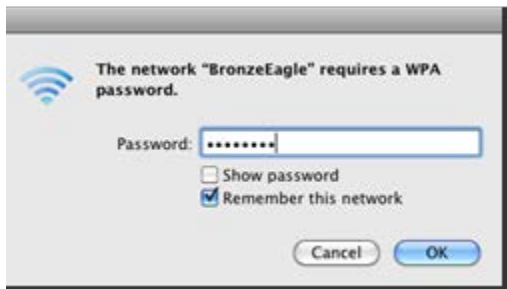 The network “BronzeEagle” requires a WPA
password.
Password: ••••••••
Show password
Remember this network
Cancel OK